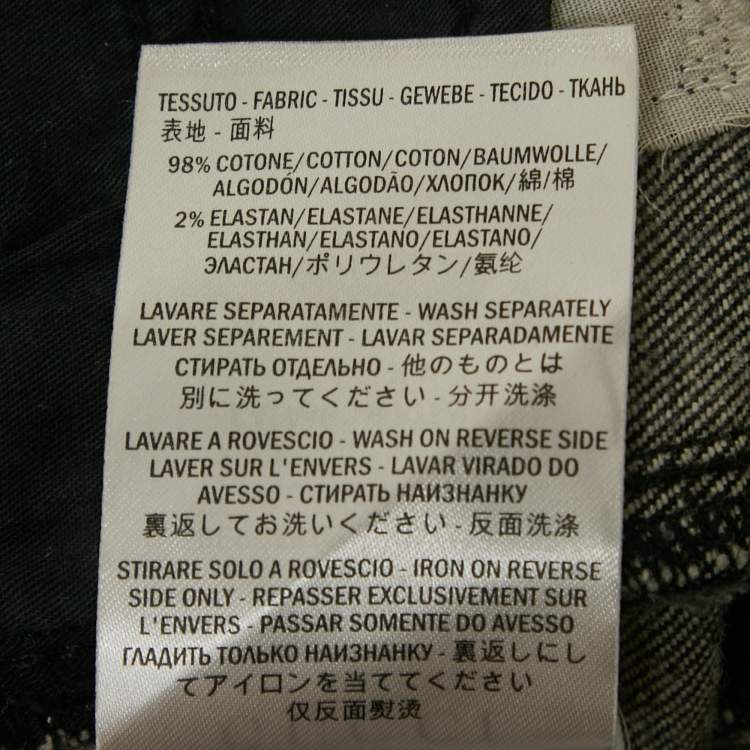 TESSUTO - FABRIC - TISSU - GEWEBE - TECIDO - ТКАНЬ
表地 - 面料
98% COTONE/COTTON/COTON/BAUMWOLLE/
ALGODÓN/ALGODÃO/ХЛОПОК/綿/棉
2% ELASTAN/ELASTANE/ELASTHANNE/
ELASTHAN/ELASTANO/ELASTANO/
ЭЛАСТАН/ポリウレタン/氨纶
LAVARE SEPARATAMENTE - WASH SEPARATELY
LAVER SEPAREMENT - LAVAR SEPARADAMENTE
СТИРАТЬ ОТДЕЛЬНО - 他のものとは
別に洗ってください - 分开洗涤
LAVARE A ROVESCIO - WASH ON REVERSE SIDE
LAVER SUR L'ENVERS - LAVAR VIRADO DO
AVESSO - СТИРАТЬ НАИЗНАНКУ
裏返してお洗いください - 反面洗涤
STIRARE SOLO A ROVESCIO - IRON ON REVERSE
SIDE ONLY - REPASSER EXCLUSIVEMENT SUR
L'ENVERS - PASSAR SOMENTE DO AVESSO
ГЛАДИТЬ ТОЛЬКО НАИЗНАНКУ - 裏返しにし
てアイロンを当ててください
仅反面熨烫